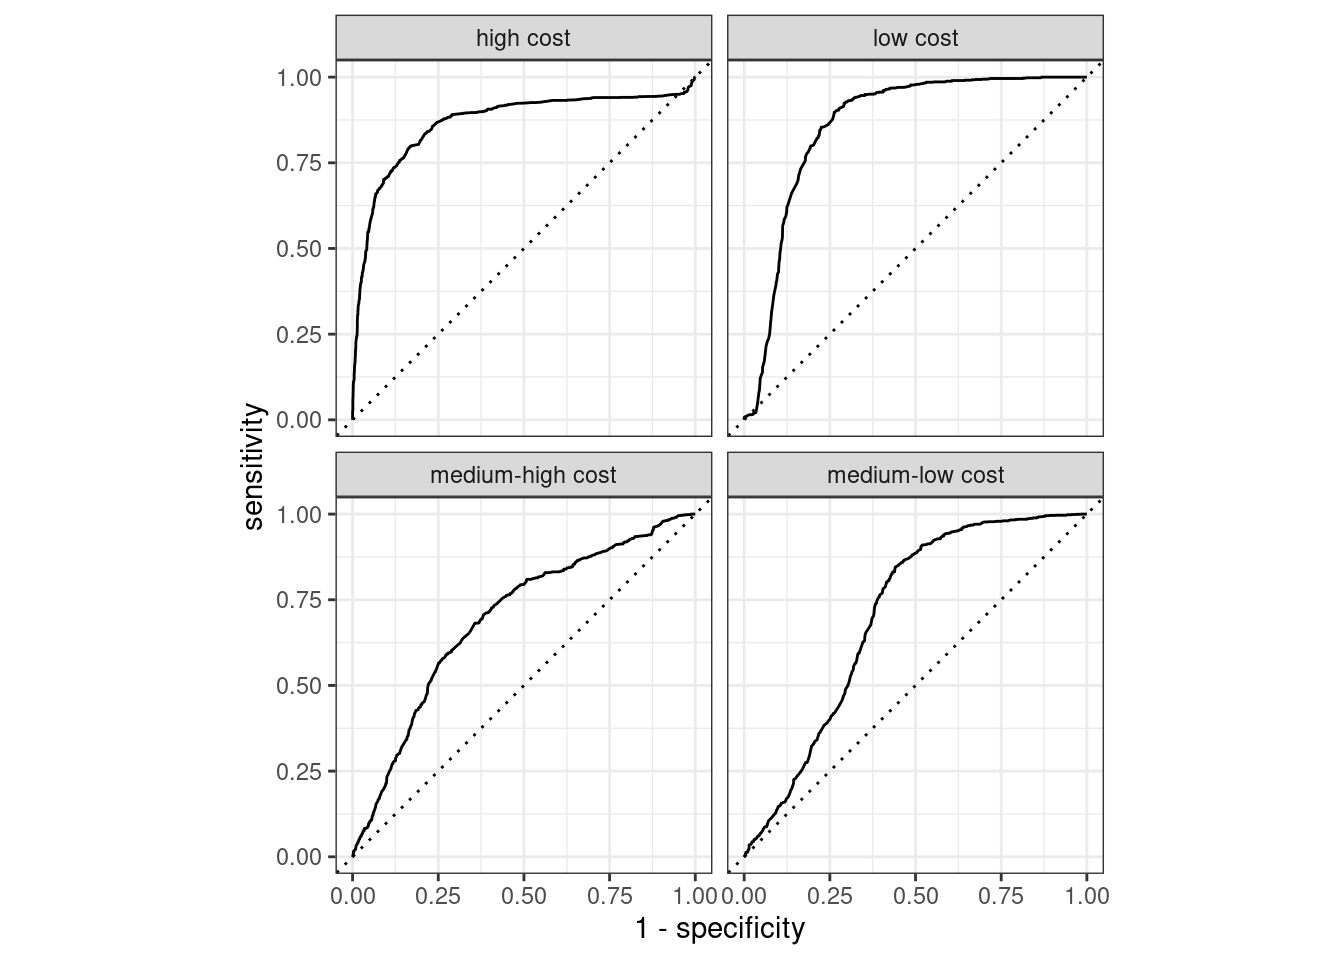 high cost
low cost
1.00
0.75
0.50
0.25
0.00
sensitivity
medium-high cost
medium-low cost
1.00
0.75
0.50
0.25
0.00
0.00 0.25 0.50 0.75 1.00 0.00 0.25 0.50 0.75 1.00
1 - specificity